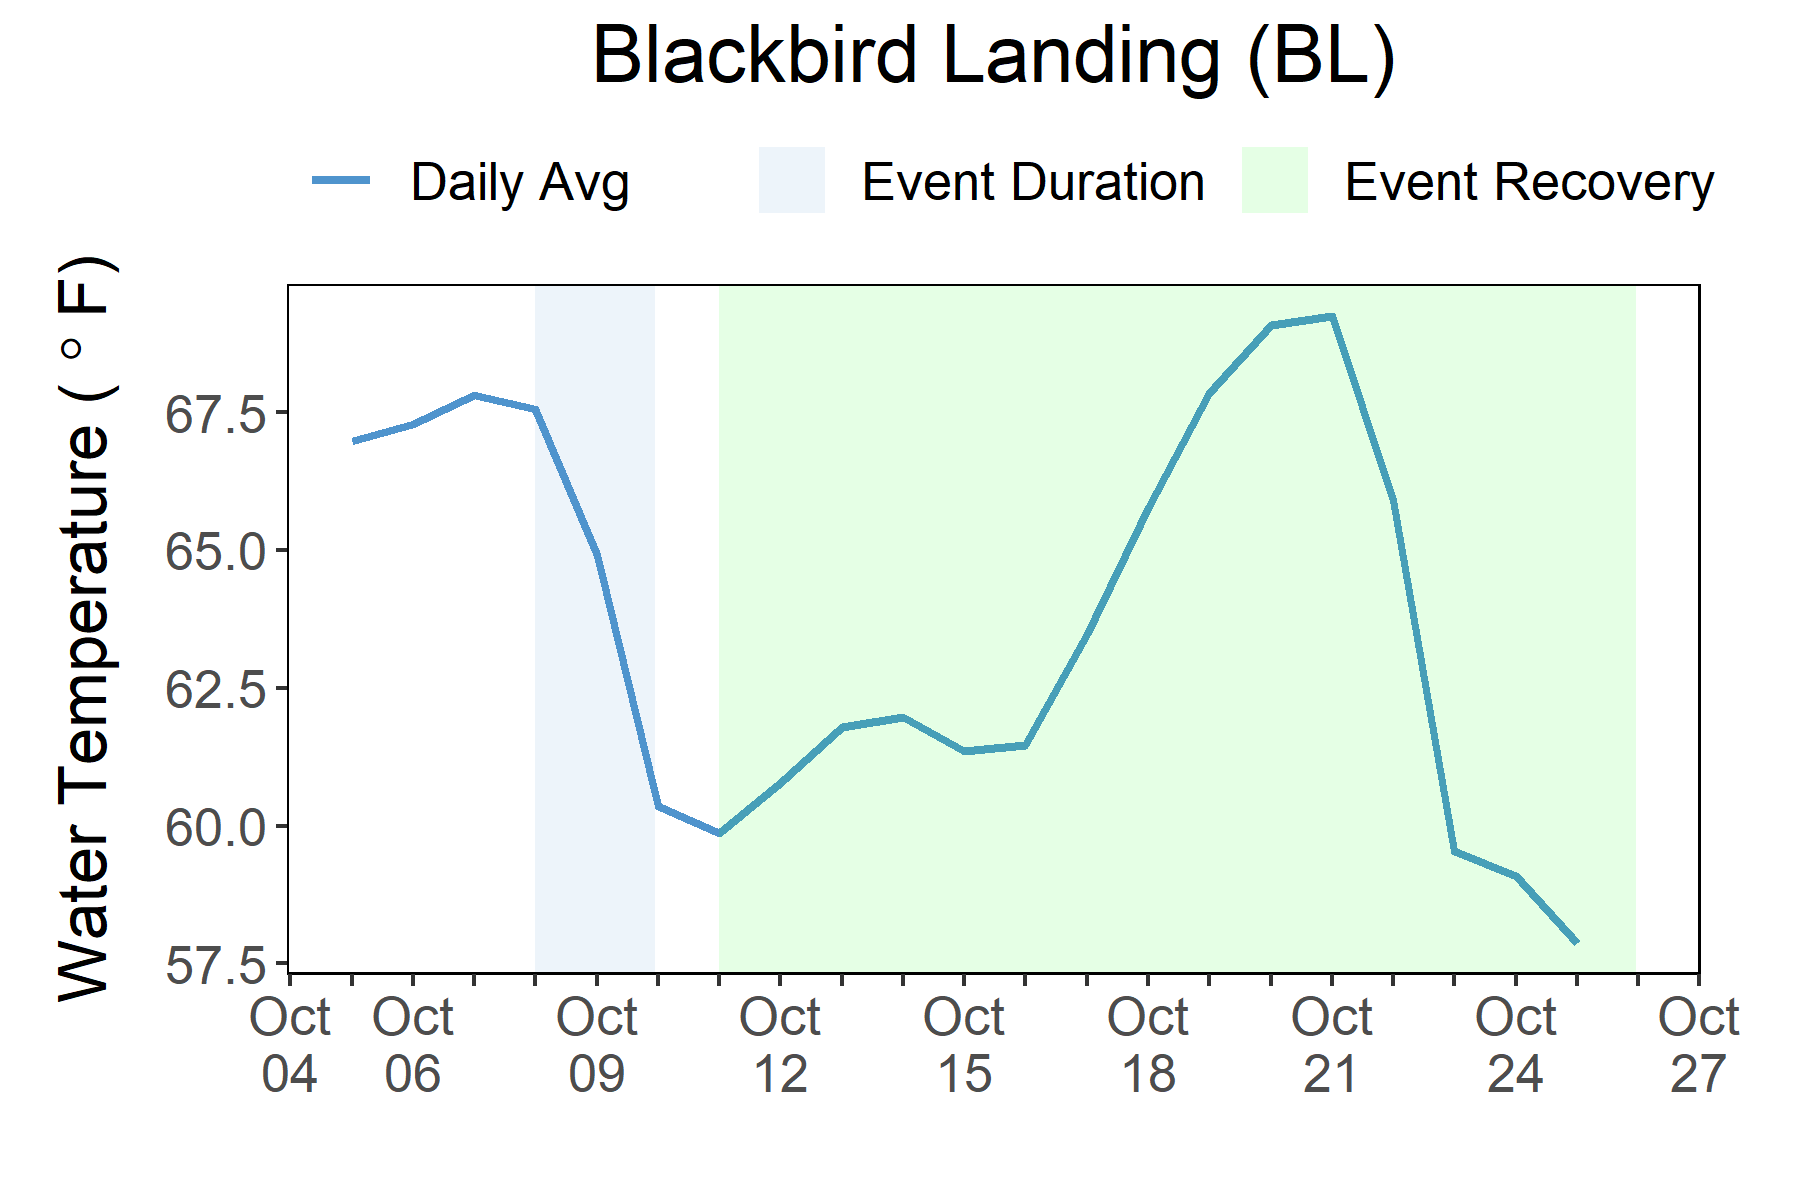 Blackbird Landing (BL)
Daily Avg
Event Duration
Event Recovery
Water Temperature ( ° F)
67.5
65.0
62.5
60.0
57.5
Oct 04
Oct 06
Oct 09
Oct 12
Oct 15
Oct 18
Oct 21
Oct 24
Oct 27